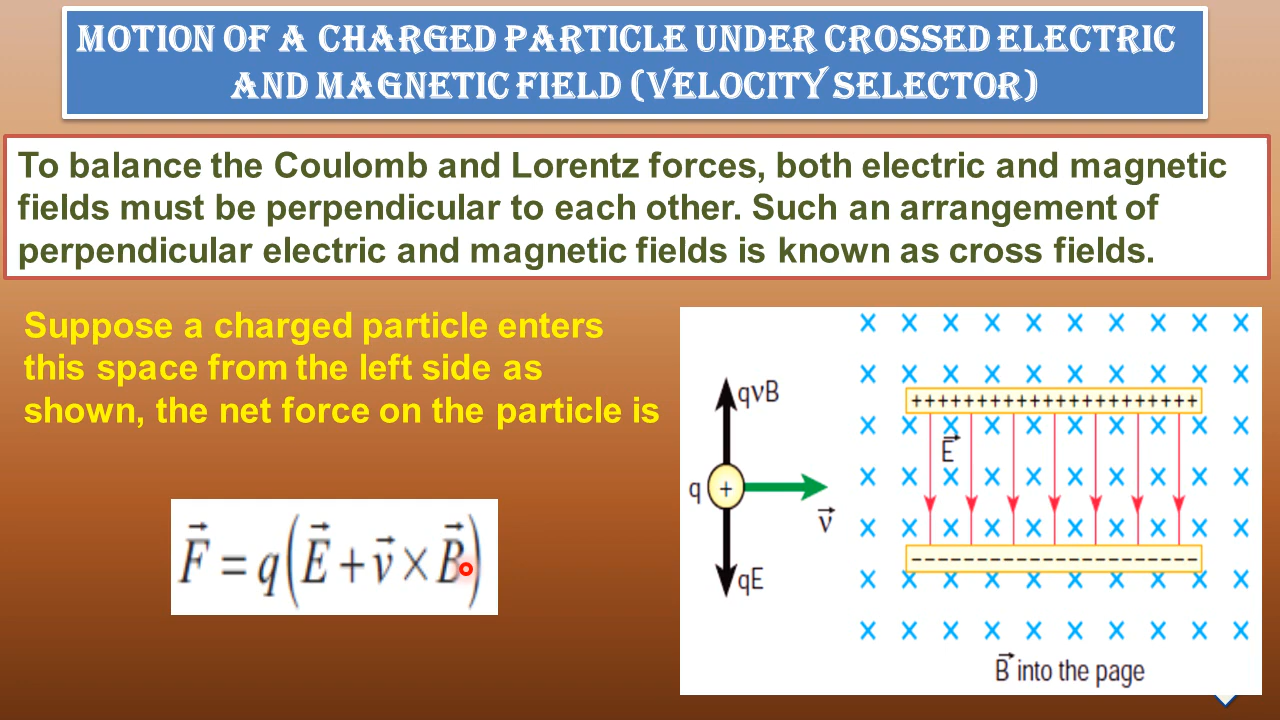 MOTION OF A CHARGED PARTICLE UNDER CROSSED ELECTRIC
AND MAGNETIC FIELD (VELOCITY SELECTOR)
To balance the Coulomb and Lorentz forces, both electric and magnetic
fields must be perpendicular to each other. Such an arrangement of
perpendicular electric and magnetic fields is known as cross fields.
Suppose a charged particle enters
this space from the left side as
shown, the net force on the particle is
F⃗ = q(E⃗ + v⃗ × B⃗)
qvB
q +
v⃗
qE
× × × × × × × × × ×
× × × × × × × × × ×
++++++++++++++++++++++
× × × × × × × × × ×
E⃗
× × × × × × × × × ×
× × × × × × × × × ×
– – – – – – – – – – – – – – – – – – – – – –
× × × × × × × × × ×
× × × × × × × × × ×
B⃗ into the page